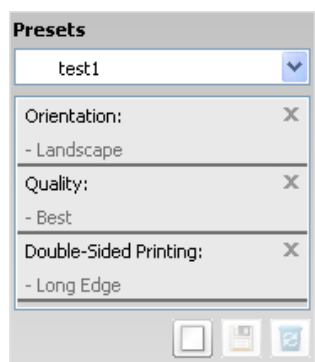 Presets
test1
Orientation:
- Landscape
Quality:
- Best
Double-Sided Printing:
- Long Edge